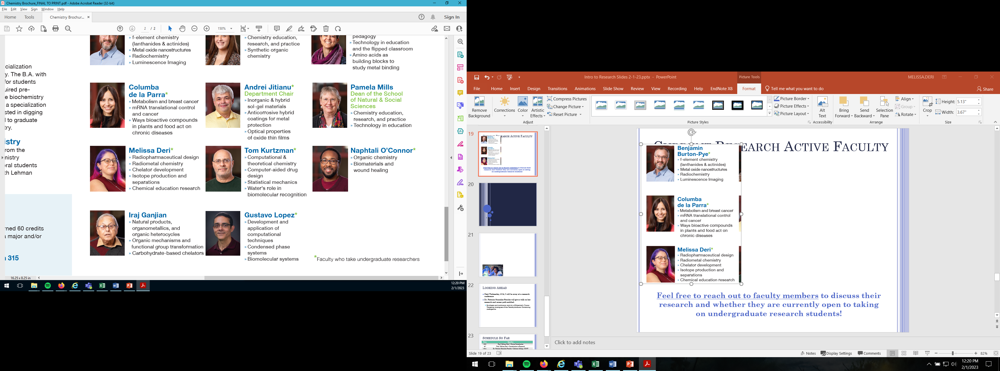 Chemistry Brochure_FINAL TO PRINT.pdf - Adobe Acrobat Reader (32-bit)
File Edit View Sign Window Help
Home Tools Chemistry Brochur... × Sign In
2 / 2 150%
f-element chemistry
(lanthanides & actinides)
» Metal oxide nanostructures
» Radiochemistry
» Luminescence Imaging
» Chemistry education,
research, and practice
» Synthetic organic
chemistry
pedagogy
» Technology in education
and the flipped classroom
» Amino acids as
building blocks to
study metal binding
cialization
y. The B.A. with
for students
uired pre-
e biochemistry
a specialization
sted in digging
l to graduate
try.
istry
rom the
mistry
oral students
th Lehman
rned 60 credits
a major and/or
315
Columba
de la Parra*
» Metabolism and breast cancer
» mRNA translational control
and cancer
» Ways bioactive compounds
in plants and food act on
chronic diseases
Andrei Jitianu*
Department Chair
» Inorganic & hybrid
sol-gel materials
» Anticorrosive hybrid
coatings for metal
protection
» Optical properties
of oxide thin films
Pamela Mills
Dean of the School
of Natural & Social
Sciences
» Chemistry education,
research, and practice
» Technology in education
Melissa Deri*
» Radiopharmaceutical design
» Radiometal chemistry
» Chelator development
» Isotope production and
separations
» Chemical education research
Tom Kurtzman*
» Computational &
theoretical chemistry
» Computer-aided drug
design
» Statistical mechanics
» Water's role in
biomolecular recognition
Naphtali O'Connor*
» Organic chemistry
» Biomaterials and
wound healing
Iraj Ganjian
» Natural products,
organometallics, and
organic heterocycles
» Organic mechanisms and
functional group transformation
» Carbohydrate-based chelators
Gustavo Lopez*
» Development and
application of
computational
techniques
» Condensed phase
systems
» Biomolecular systems
*Faculty who take undergraduate researchers
16.25 x 8.25 in
12:20 PM
2/1/2023
Intro to Research Slides 2-1-23.pptx - PowerPoint
Picture Tools
MELISSA.DERI
File Home Insert Design Transitions Animations Slide Show Review View Recording Help EndNote X8 Format Tell me what you want to do Share
Remove
Background
Corrections Color Artistic
Effects
Compress Pictures
Change Picture
Reset Picture
Adjust
Picture Styles
Picture Border
Picture Effects
Picture Layout
Alt
Text
Accessibility
Bring
Forward
Send
Backward
Selection
Pane
Align
Group
Rotate
Arrange
Crop
Height: 5.13"
Width: 3.67"
Size
19
20
21
22
Looking Ahead
Next Wednesday, 9/14, I will be away at a research
conference
23
Schedule So Far
Current Research Active Faculty
Benjamin
Burton-Pye*
» f-element chemistry
(lanthanides & actinides)
» Metal oxide nanostructures
» Radiochemistry
» Luminescence Imaging
Columba
de la Parra*
» Metabolism and breast cancer
» mRNA translational control
and cancer
» Ways bioactive compounds
in plants and food act on
chronic diseases
Melissa Deri*
» Radiopharmaceutical design
» Radiometal chemistry
» Chelator development
» Isotope production and
separations
» Chemical education research
Feel free to reach out to faculty members to discuss their
research and whether they are currently open to taking
on undergraduate research students!
Click to add notes
Slide 19 of 23
Notes Display Settings Comments 82%
12:20 PM
2/1/2023